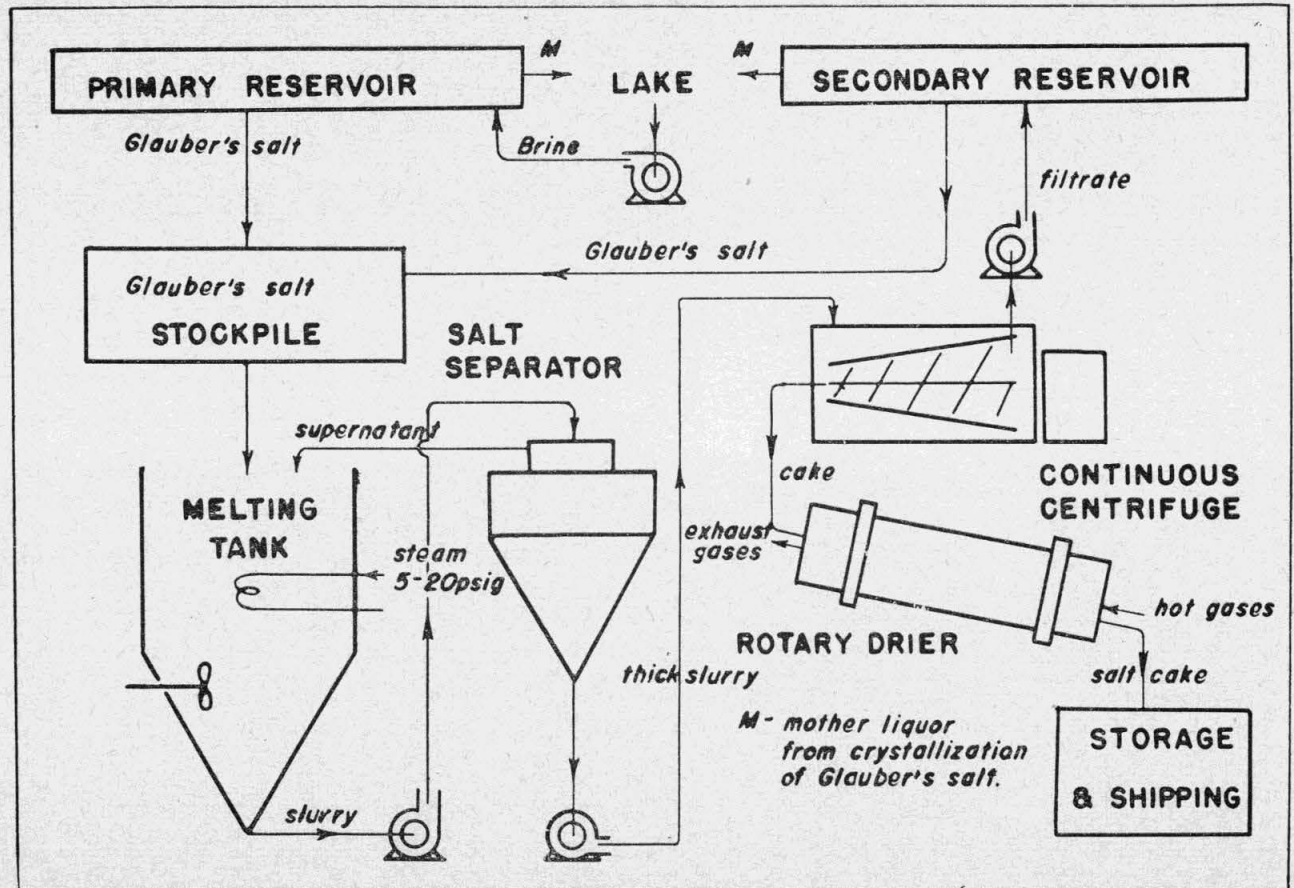 M
M
PRIMARY RESERVOIR
LAKE
SECONDARY RESERVOIR
Glauber's salt
Brine
filtrate
Glauber's salt
Glauber's salt
STOCKPILE
SALT
SEPARATOR
supernatant
cake
CONTINUOUS
CENTRIFUGE
MELTING
TANK
exhaust
gases
steam
5-20psig
hot gases
ROTARY DRIER
thick slurry
salt cake
M - mother liquor
from crystallization
of Glauber's salt.
STORAGE
& SHIPPING
slurry